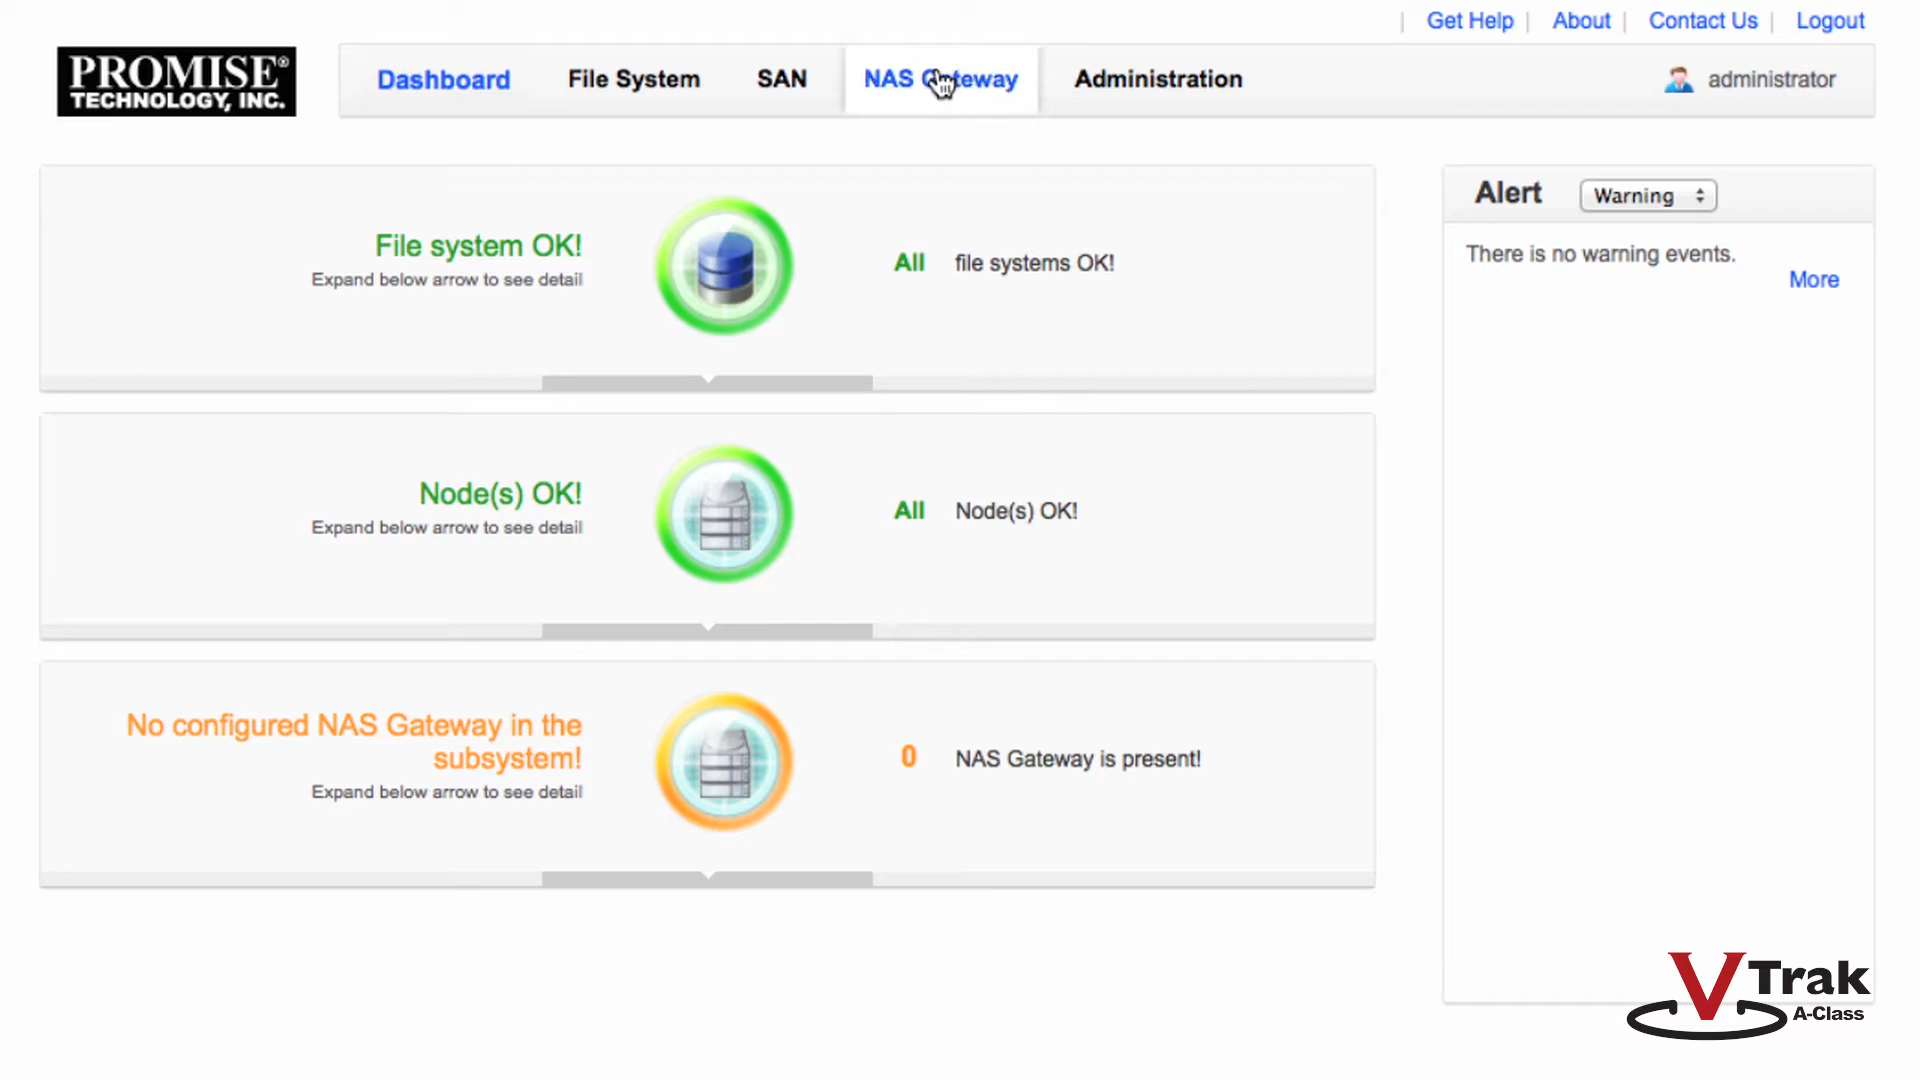 Get Help
About
Contact Us
Logout
PROMISE®
TECHNOLOGY, INC.
Dashboard
File System
SAN
NAS Gateway
Administration
administrator
File system OK!
Expand below arrow to see detail
All file systems OK!
Node(s) OK!
Expand below arrow to see detail
All Node(s) OK!
No configured NAS Gateway in the
subsystem!
Expand below arrow to see detail
0 NAS Gateway is present!
Alert
Warning
There is no warning events.
More
VTrak
A-Class